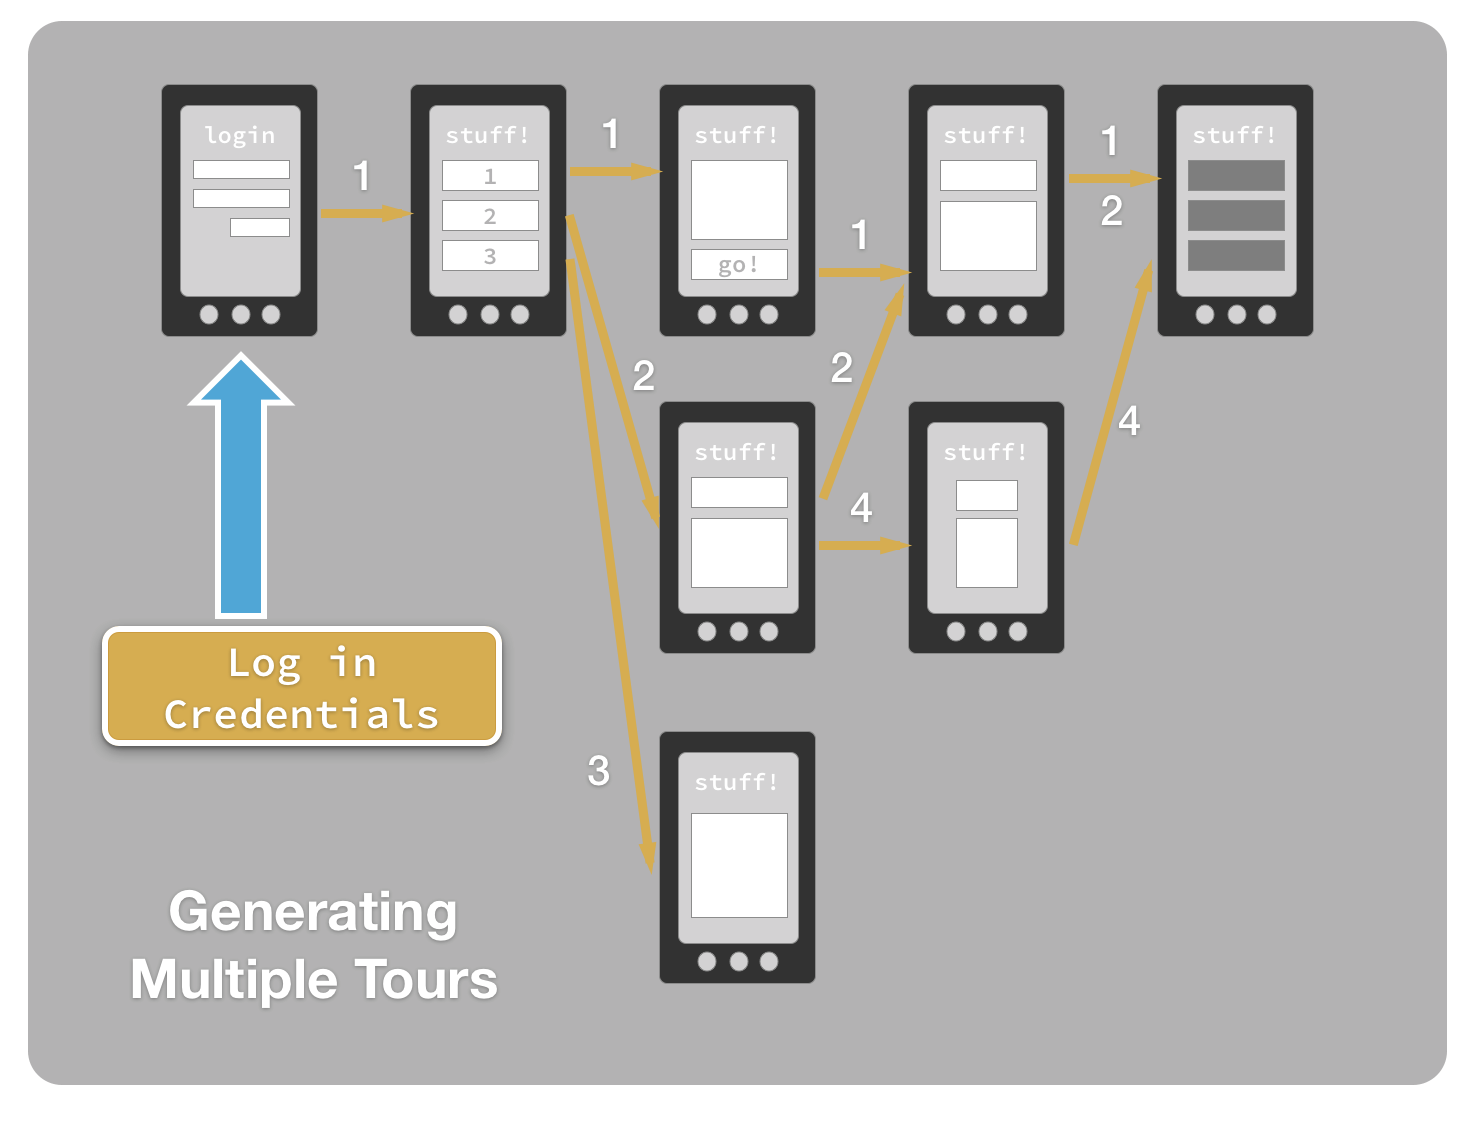 login
stuff!
stuff!
stuff!
stuff!
1
1
1
1
2
2
3
1
go!
2
2
stuff!
stuff!
4
4
Log in
Credentials
3
stuff!
Generating
Multiple Tours